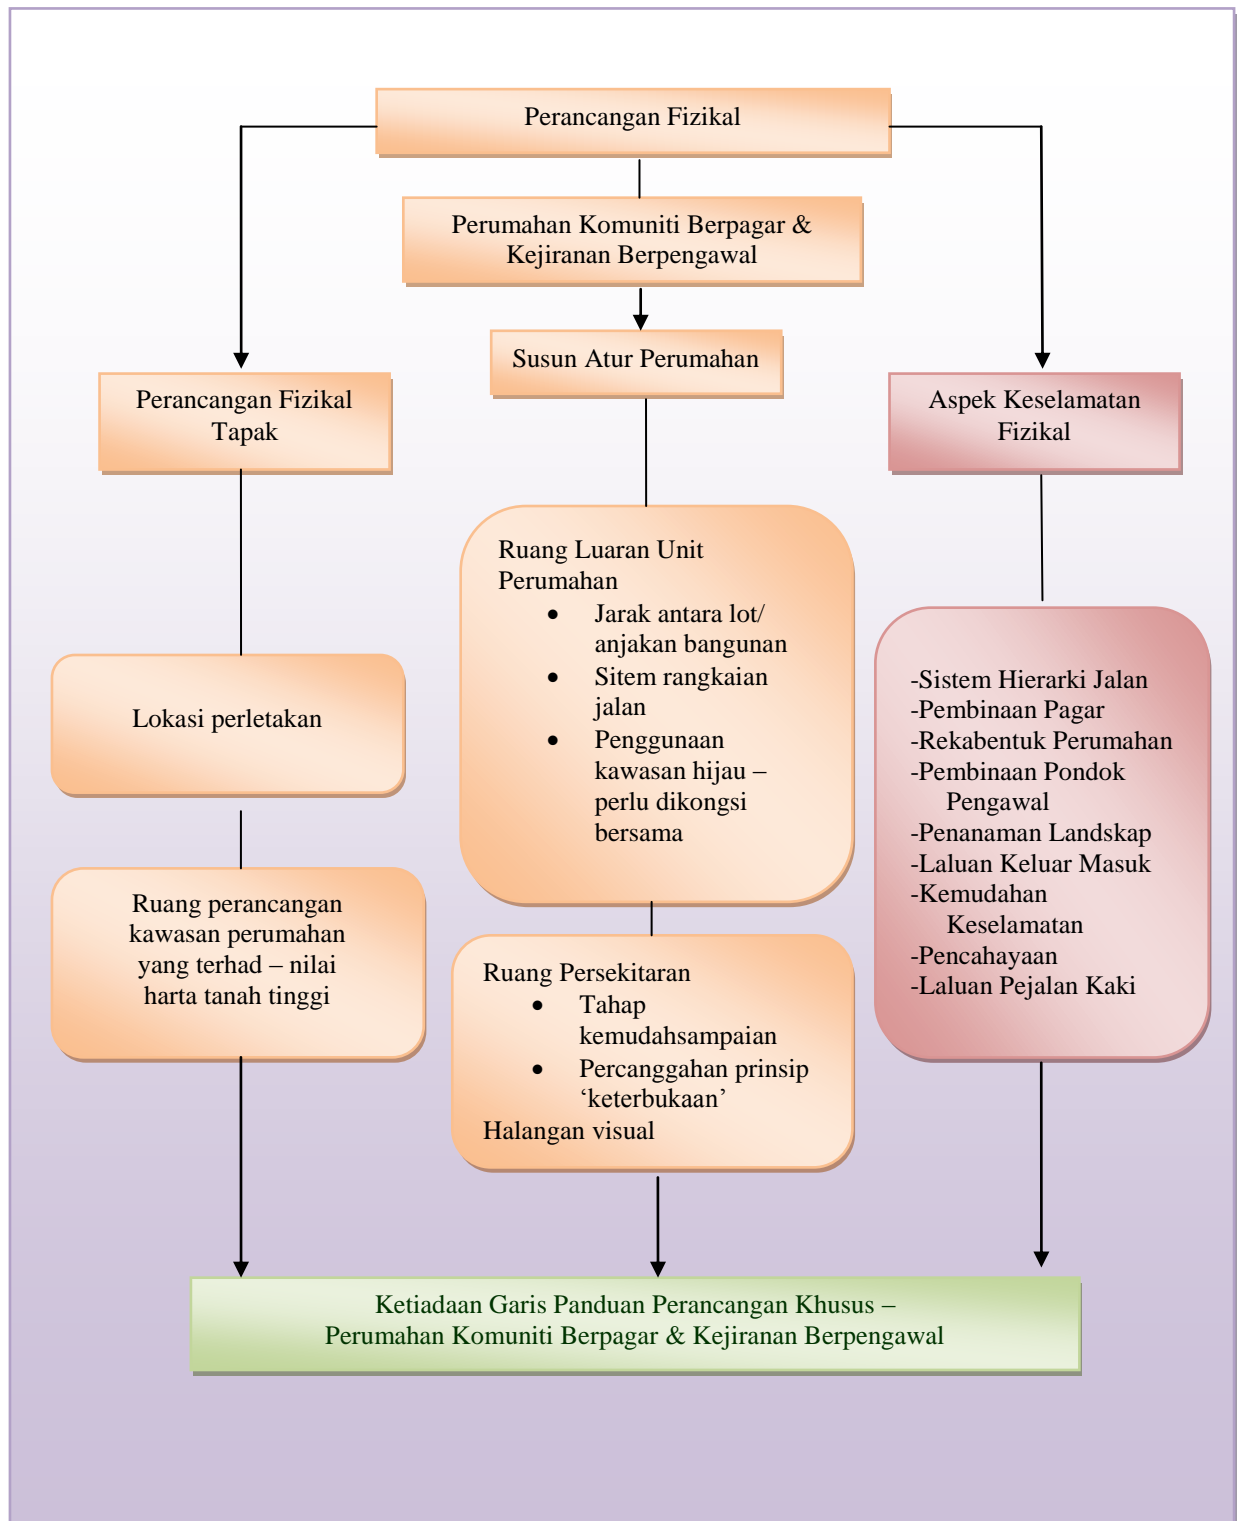 Perancangan Fizikal
Perumahan Komuniti Berpagar &
Kejiranan Berpengawal
Susun Atur Perumahan
Perancangan Fizikal
Tapak
Aspek Keselamatan
Fizikal
Lokasi perletakan
Ruang perancangan
kawasan perumahan
yang terhad – nilai
harta tanah tinggi
Ruang Luaran Unit
Perumahan
• Jarak antara lot/
anjakan bangunan
• Sitem rangkaian
jalan
• Penggunaan
kawasan hijau –
perlu dikongsi
bersama
Ruang Persekitaran
• Tahap
kemudahsampaian
• Percanggahan prinsip
‘keterbukaan’
Halangan visual
-Sistem Hierarki Jalan
-Pembinaan Pagar
-Rekabentuk Perumahan
-Pembinaan Pondok
Pengawal
-Penanaman Landskap
-Laluan Keluar Masuk
-Kemudahan
Keselamatan
-Pencahayaan
-Laluan Pejalan Kaki
Ketiadaan Garis Panduan Perancangan Khusus –
Perumahan Komuniti Berpagar & Kejiranan Berpengawal